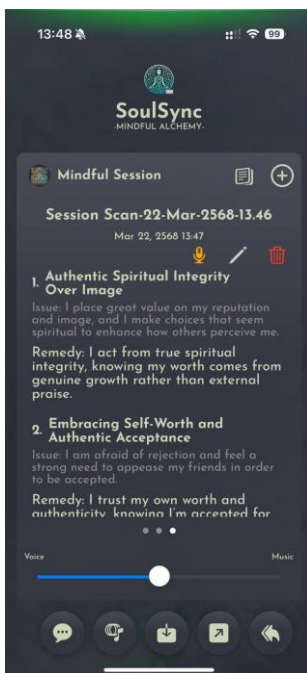 13:48
99
SoulSync
-MINDFUL ALCHEMY-
Mindful Session
Session Scan-22-Mar-2568-13.46
Mar 22, 2568 13:47
1. Authentic Spiritual Integrity
Over Image
Issue: I place great value on my reputation
and image, and I make choices that seem
spiritual to enhance how others perceive me.
Remedy: I act from true spiritual
integrity, knowing my worth comes from
genuine growth rather than external
praise.
2. Embracing Self-Worth and
Authentic Acceptance
Issue: I am afraid of rejection and feel a
strong need to appease my friends in order
to be accepted.
Remedy: I trust my own worth and
authenticity, knowing I'm accepted for
Voice
Music